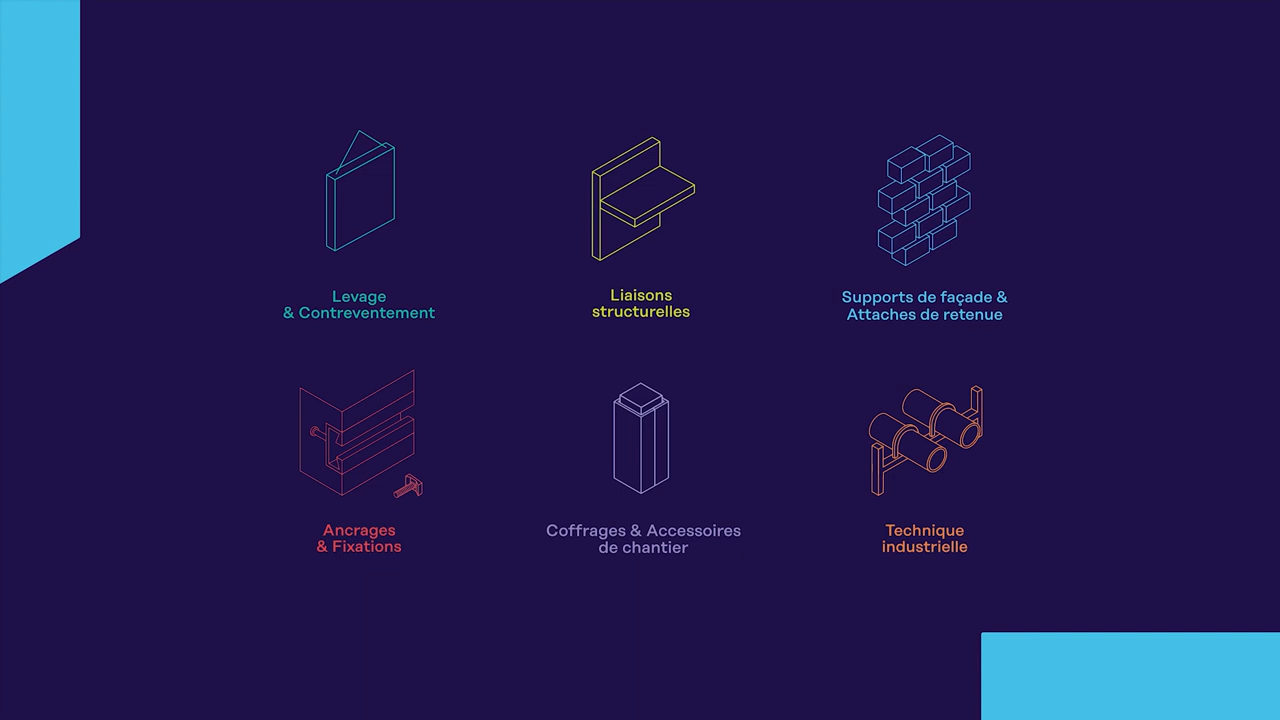 Levage
& Contreventement
Liaisons
structurelles
Supports de façade &
Attaches de retenue
Ancrages
& Fixations
Coffrages & Accessoires
de chantier
Technique
industrielle